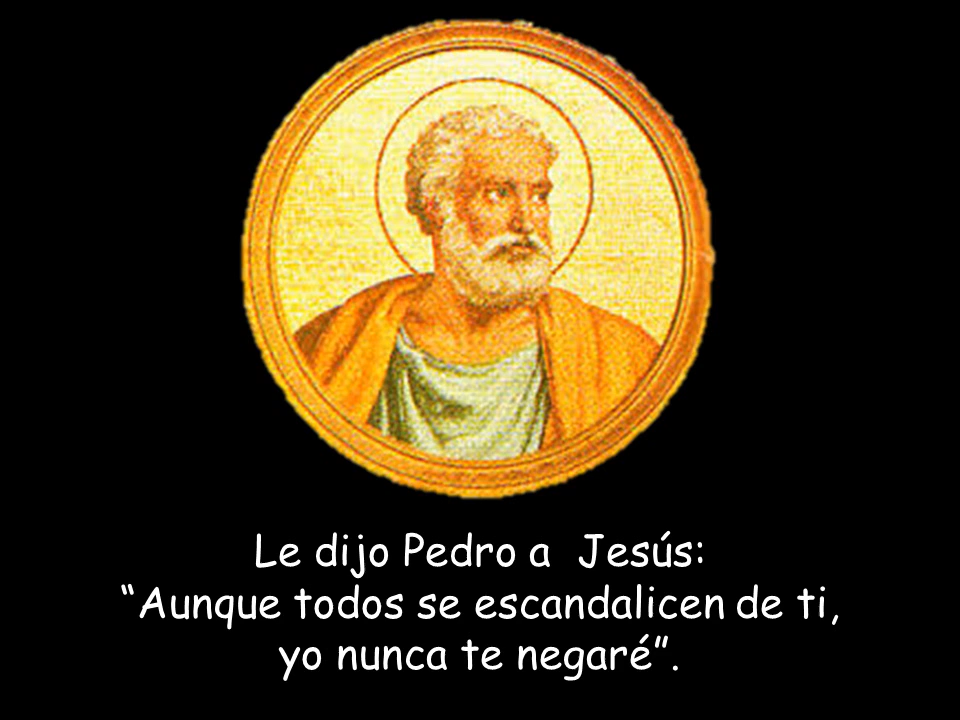 Le dijo Pedro a Jesús:
“Aunque todos se escandalicen de ti,
yo nunca te negaré”.